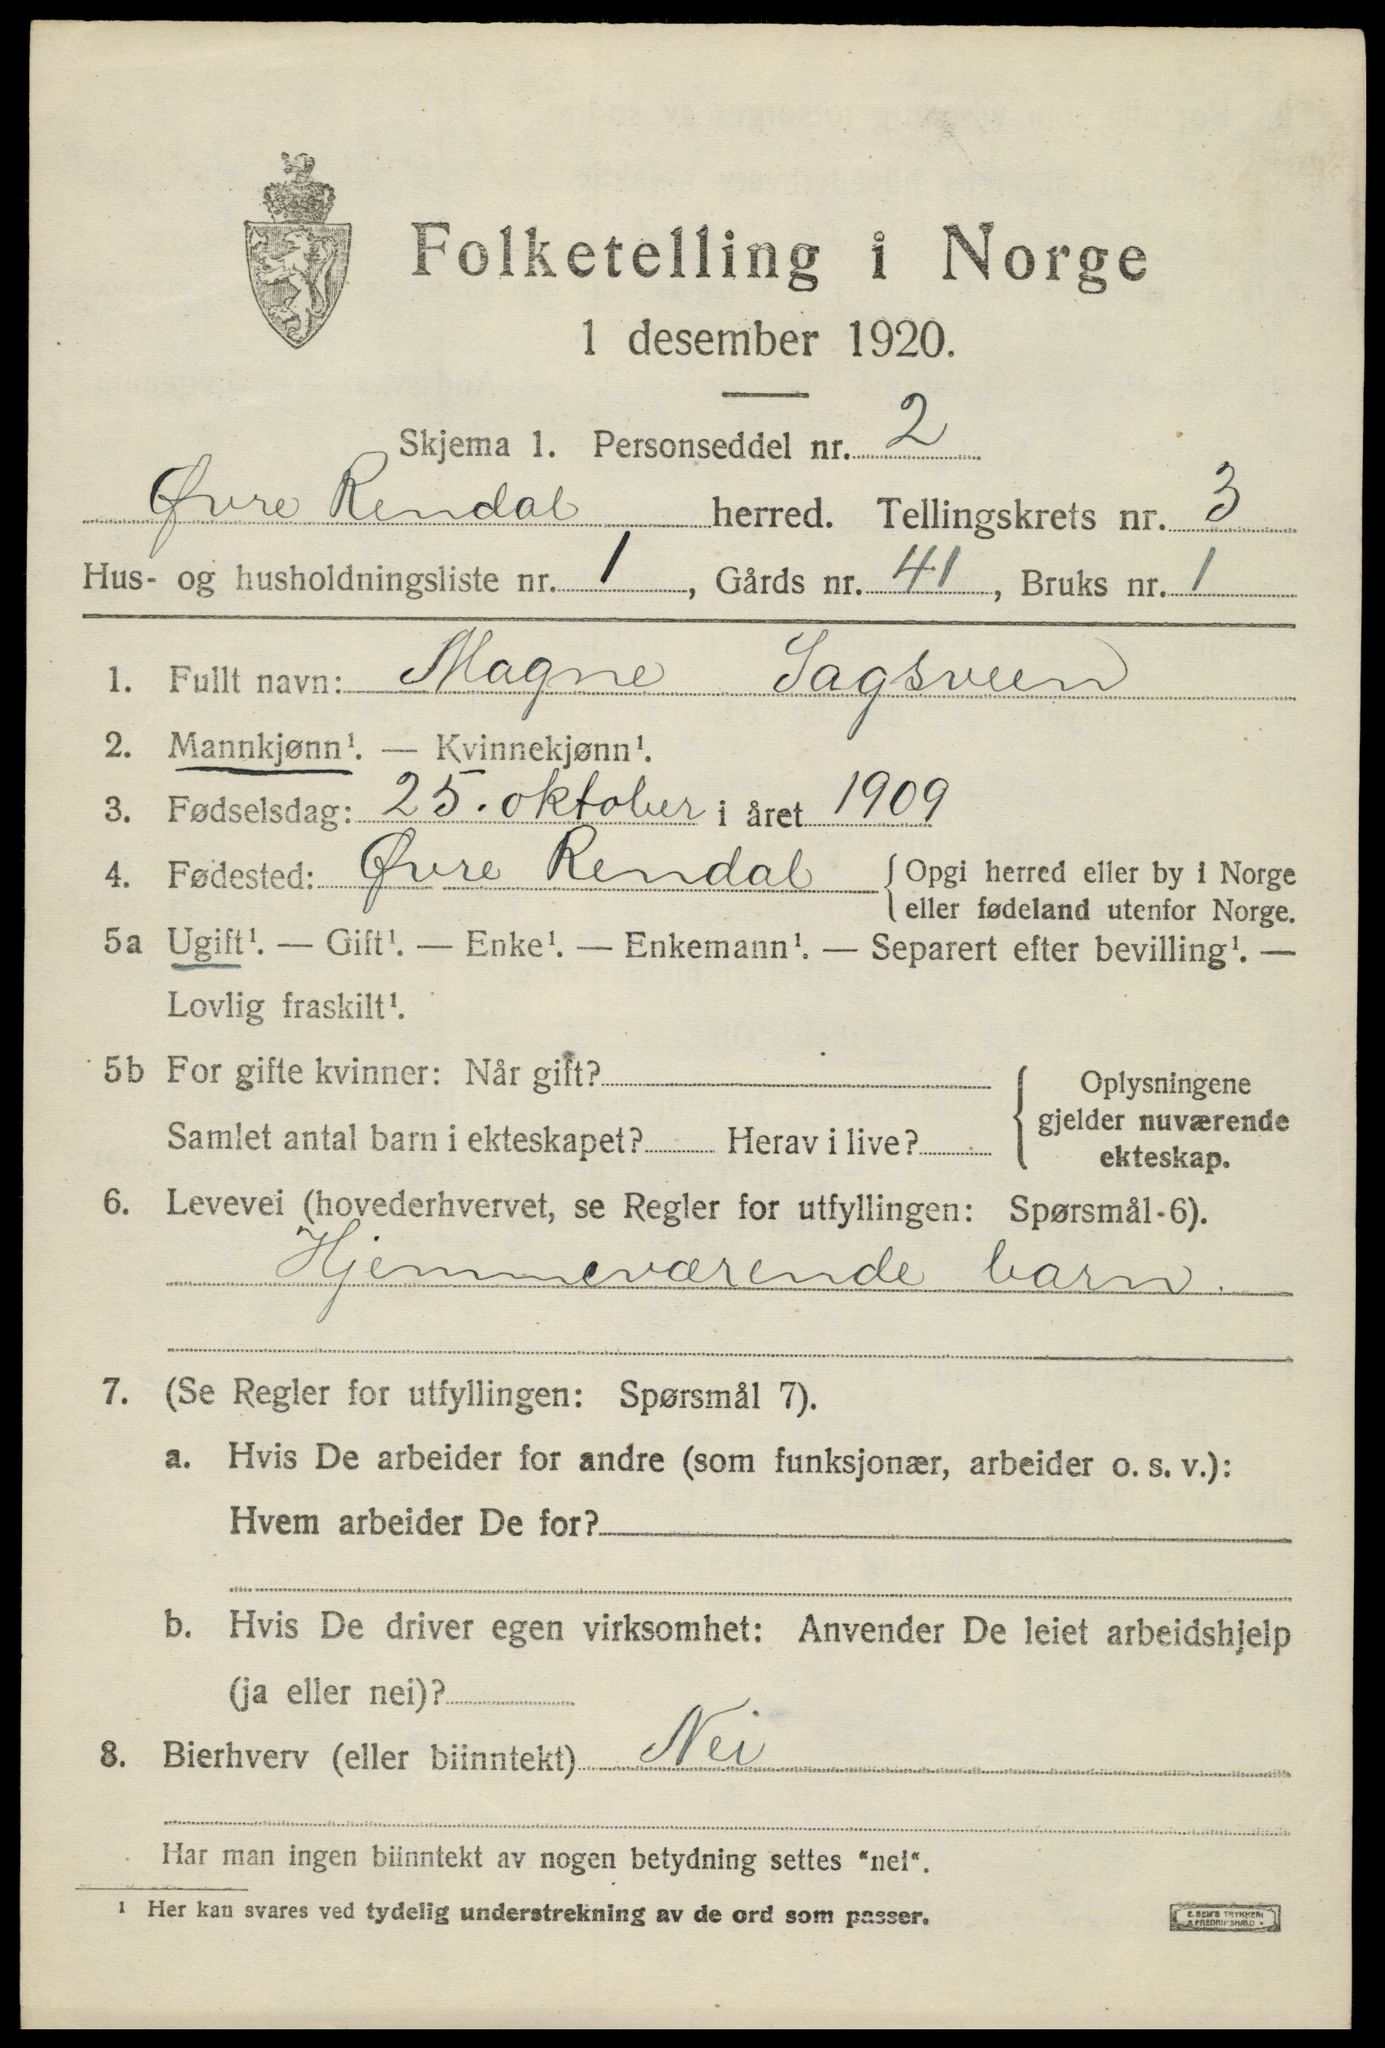 Folketelling i Norge
1 desember 1920.
Skjema 1. Personseddel nr. 2
Øvre Rendal herred. Tellingskrets nr. 3
Hus- og husholdningsliste nr. 1, Gårds nr. 41, Bruks nr. 1
1. Fullt navn: Magne Sagsveen
2. Mannkjønn¹. — Kvinnekjønn¹.
3. Fødselsdag: 25. oktober i året 1909
4. Fødested: Øvre Rendal { Opgi herred eller by i Norge
eller fødeland utenfor Norge.
5a Ugift¹. — Gift¹. — Enke¹. — Enkemann¹. — Separert efter bevilling¹. —
Lovlig fraskilt¹.
5b For gifte kvinner: Når gift?
Samlet antal barn i ekteskapet? Herav i live?
{ Oplysningene
gjelder nuværende
ekteskap.
6. Levevei (hovederhvervet, se Regler for utfyllingen: Spørsmål 6).
Hjemmeværende barn.
7. (Se Regler for utfyllingen: Spørsmål 7).
a. Hvis De arbeider for andre (som funksjonær, arbeider o. s. v.):
Hvem arbeider De for?
b. Hvis De driver egen virksomhet: Anvender De leiet arbeidshjelp
(ja eller nei)?
8. Bierhverv (eller biinntekt) Nei
Har man ingen biinntekt av nogen betydning settes "nei".
1 Her kan svares ved tydelig understrekning av de ord som passer.
E. SEM'S TRYKKERI
FREDRIKSHALD